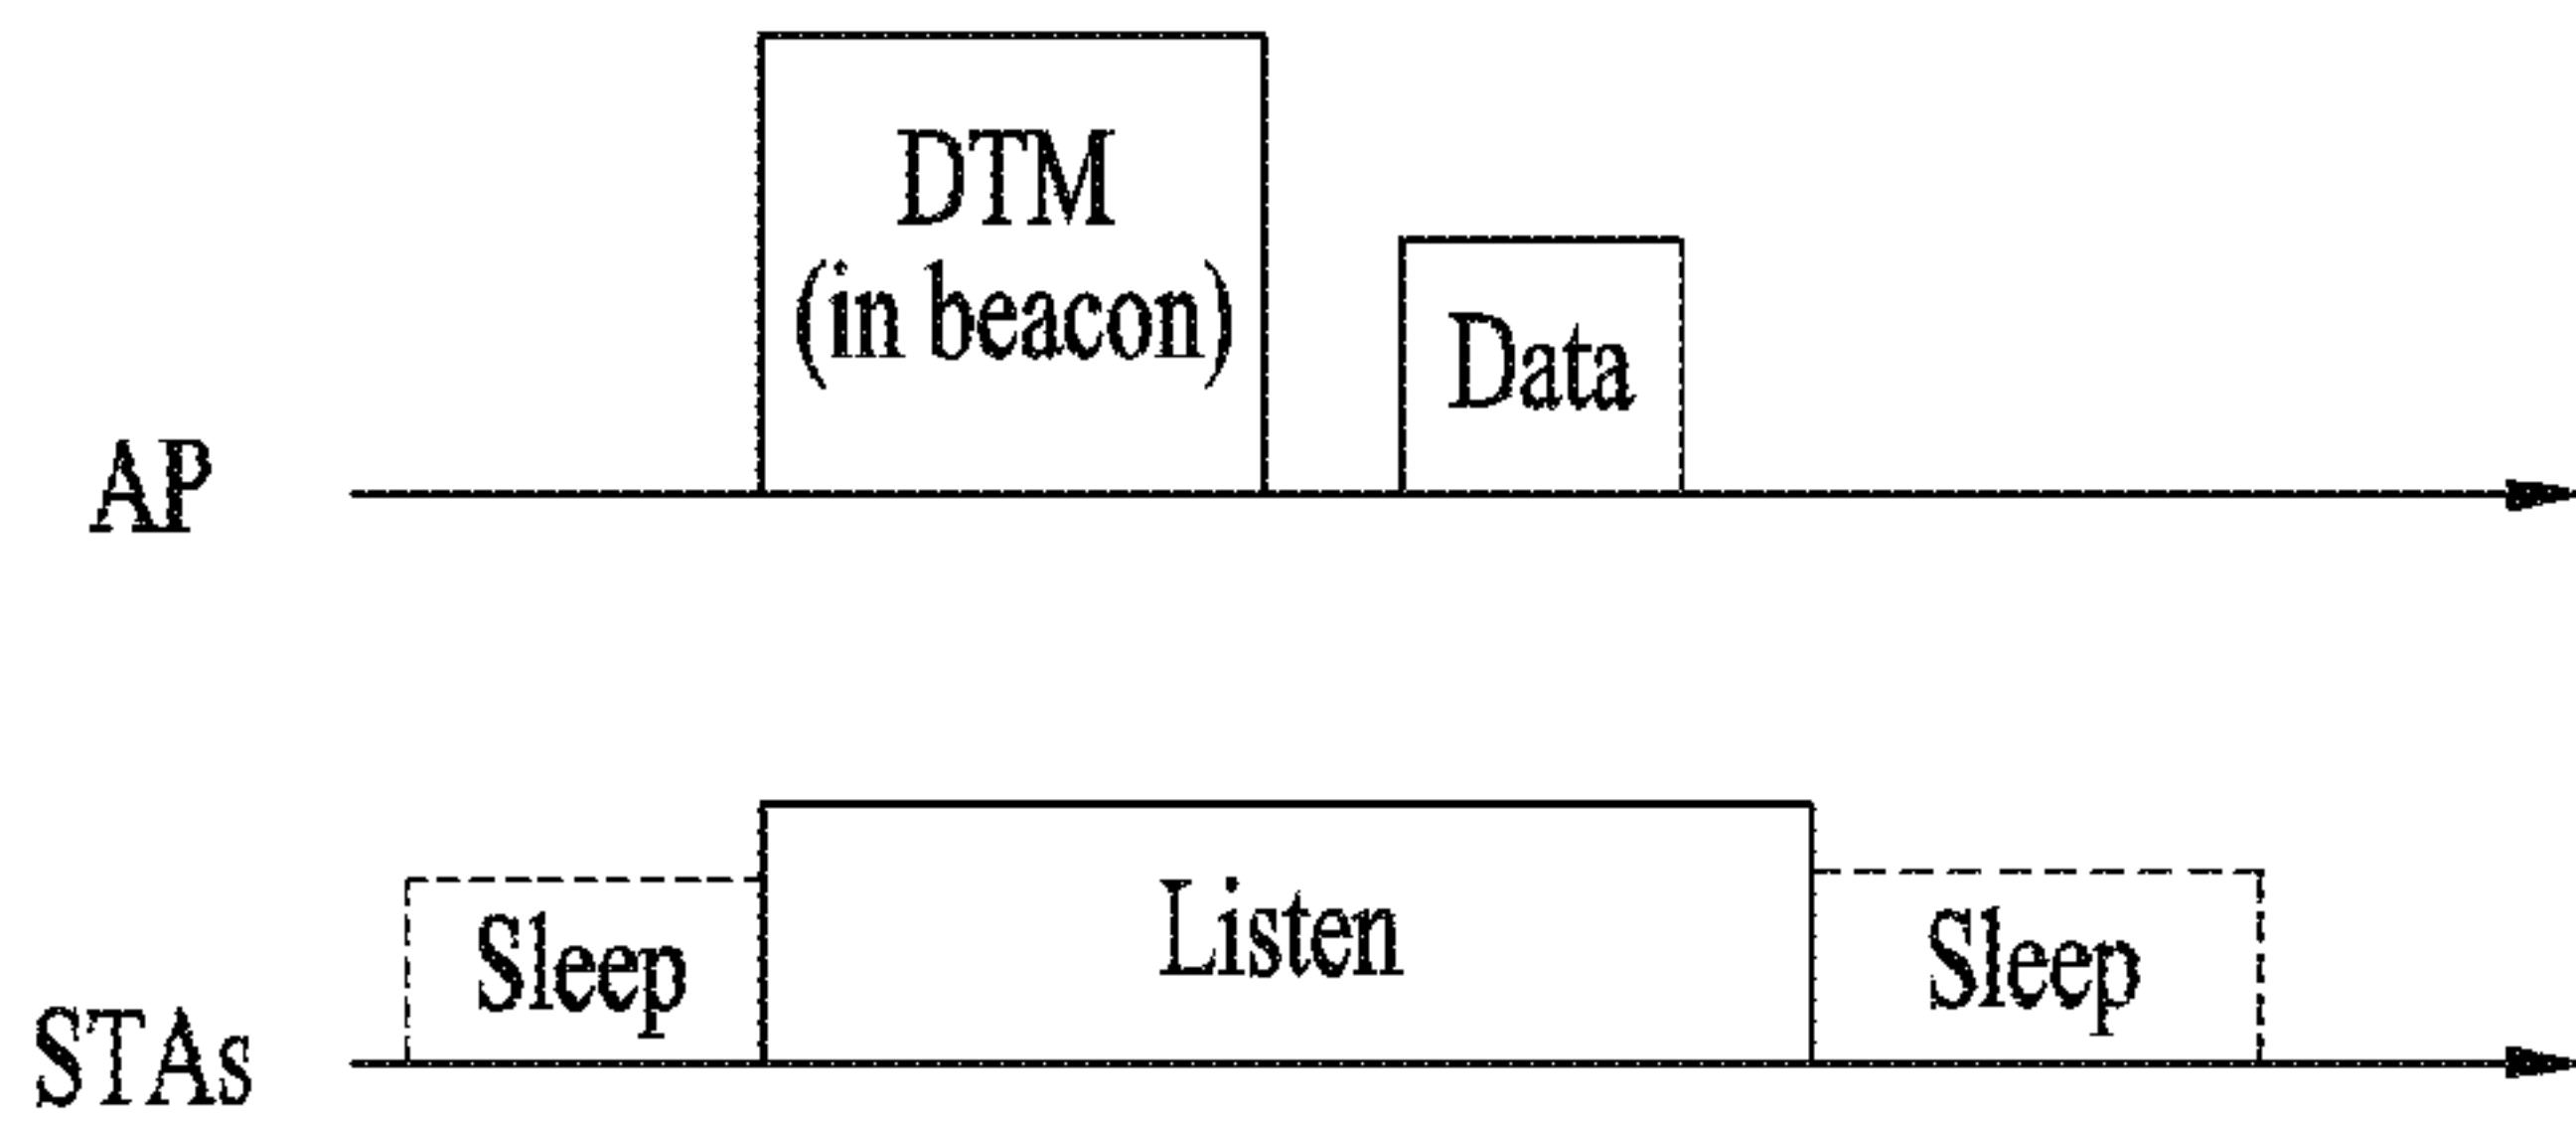 DTM
(in beacon)
Data
AP
Sleep
Listen
Sleep
STAs